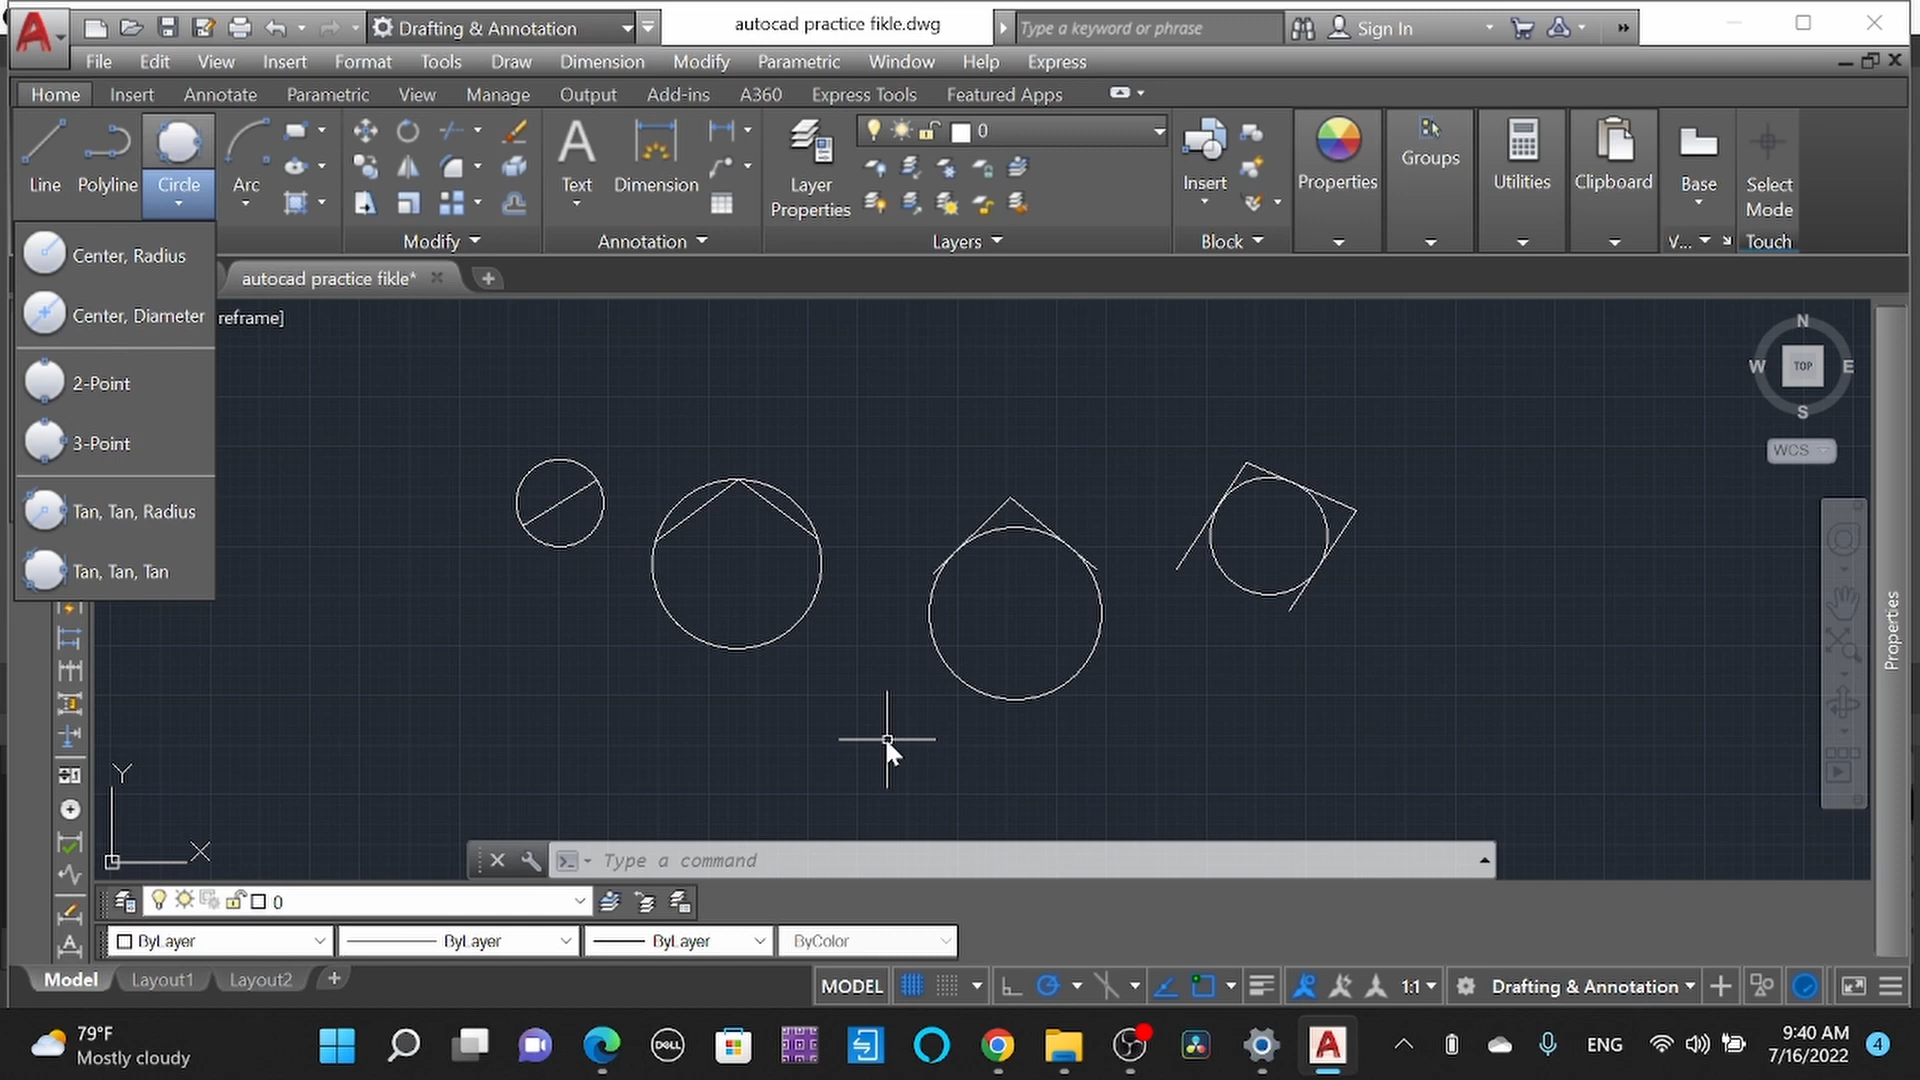 Drafting & Annotation
autocad practice fikle.dwg
Type a keyword or phrase
Sign In
File Edit View Insert Format Tools Draw Dimension Modify Parametric Window Help Express
Home Insert Annotate Parametric View Manage Output Add-ins A360 Express Tools Featured Apps
0
Line Polyline Circle Arc
Text Dimension
Layer
Properties
Insert
Properties
Groups
Utilities
Clipboard
Base
Select
Mode
Modify Annotation Layers Block V... Touch
Center, Radius
Center, Diameter
2-Point
3-Point
Tan, Tan, Radius
Tan, Tan, Tan
autocad practice fikle*
reframe]
N
W TOP E
S
WCS
Properties
Y
X
Type a command
0
ByLayer ByLayer ByLayer ByColor
Model Layout1 Layout2
MODEL 1:1 Drafting & Annotation
79°F
Mostly cloudy
DELL
ENG
9:40 AM
7/16/2022
4